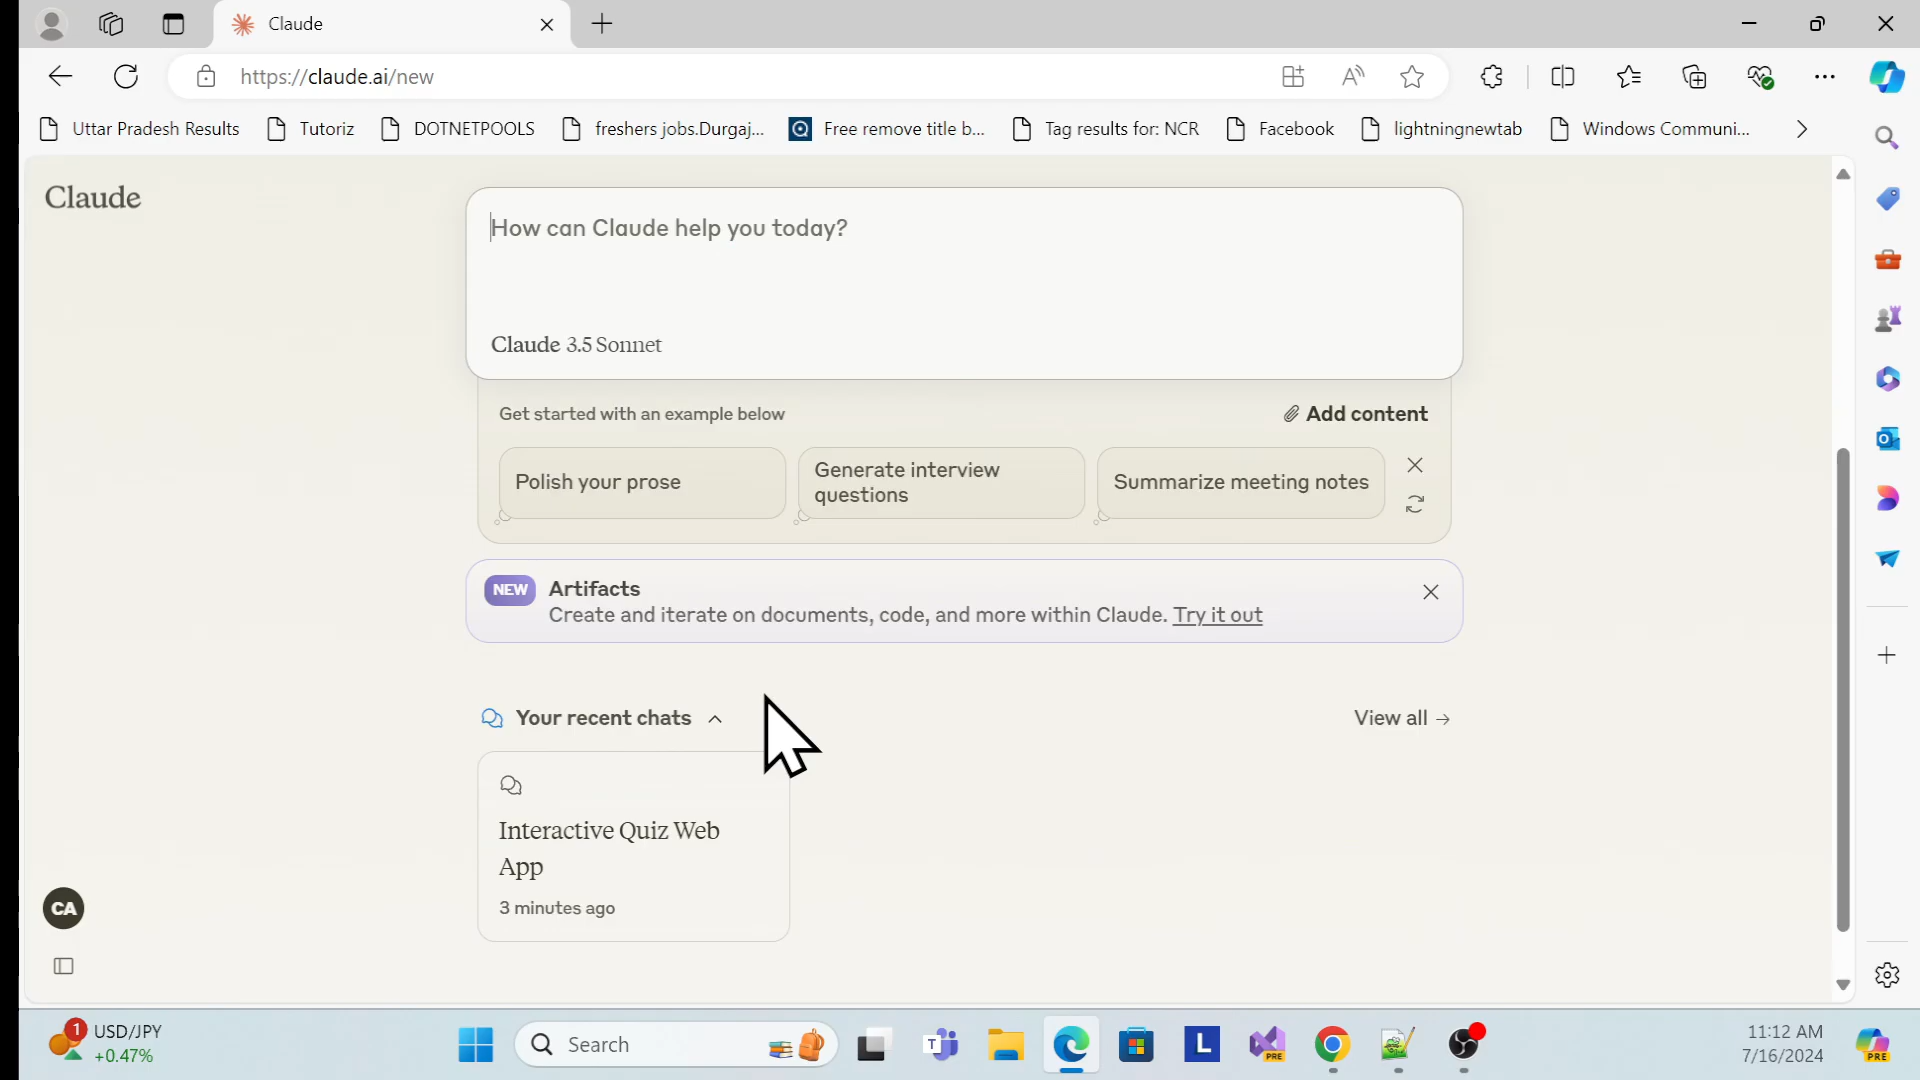 Claude
https://claude.ai/new
Uttar Pradesh Results
Tutoriz
DOTNETPOOLS
freshers jobs.Durgaj...
Free remove title b...
Tag results for: NCR
Facebook
lightningnewtab
Windows Communi...
Claude
How can Claude help you today?
Claude 3.5 Sonnet
Get started with an example below
Add content
Polish your prose
Generate interview
questions
Summarize meeting notes
NEW
Artifacts
Create and iterate on documents, code, and more within Claude. Try it out
Your recent chats
View all →
Interactive Quiz Web
App
3 minutes ago
CA
1
USD/JPY
+0.47%
Search
T
L
PRE
11:12 AM
7/16/2024
PRE